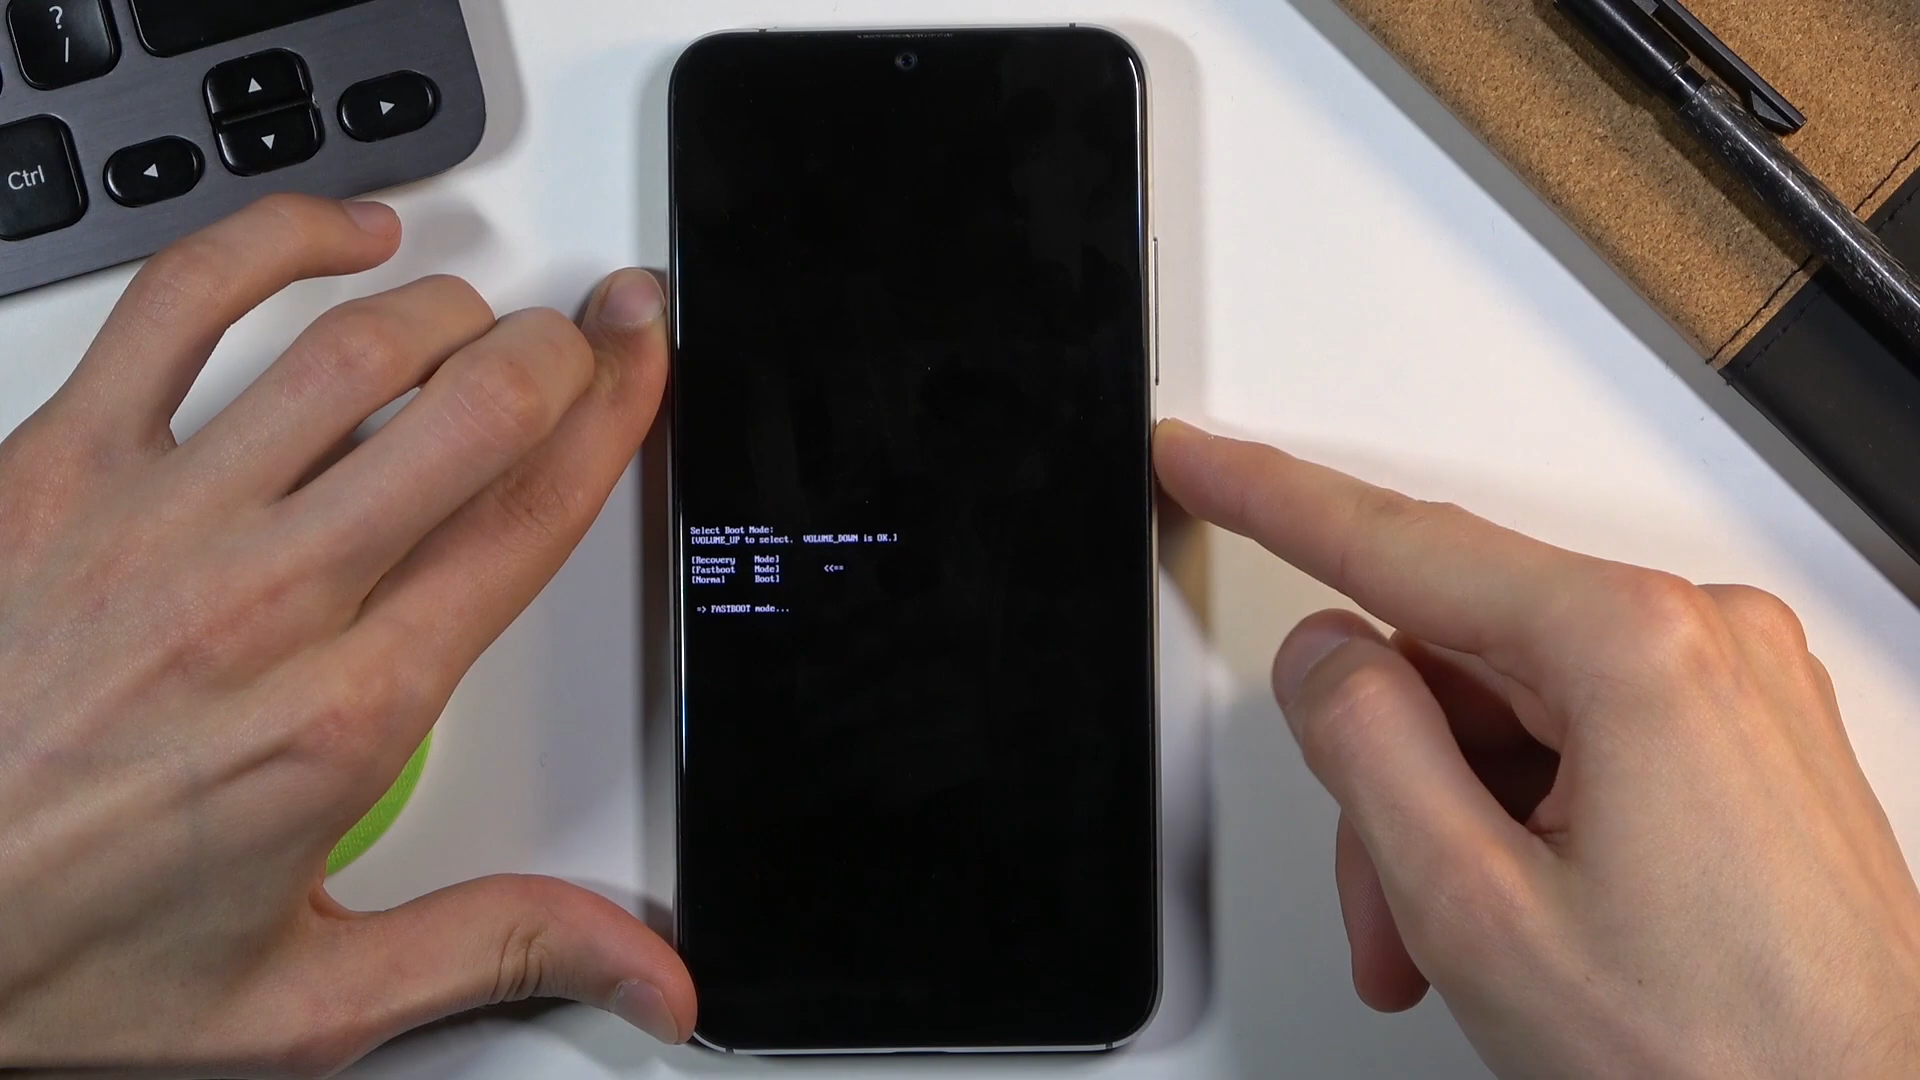 ?
/
Ctrl
Select Boot Mode:
[VOLUME_UP to select.  VOLUME_DOWN is OK.]
[Recovery    Mode]
[Fastboot    Mode]         <<==
[Normal      Boot]
=> FASTBOOT mode...